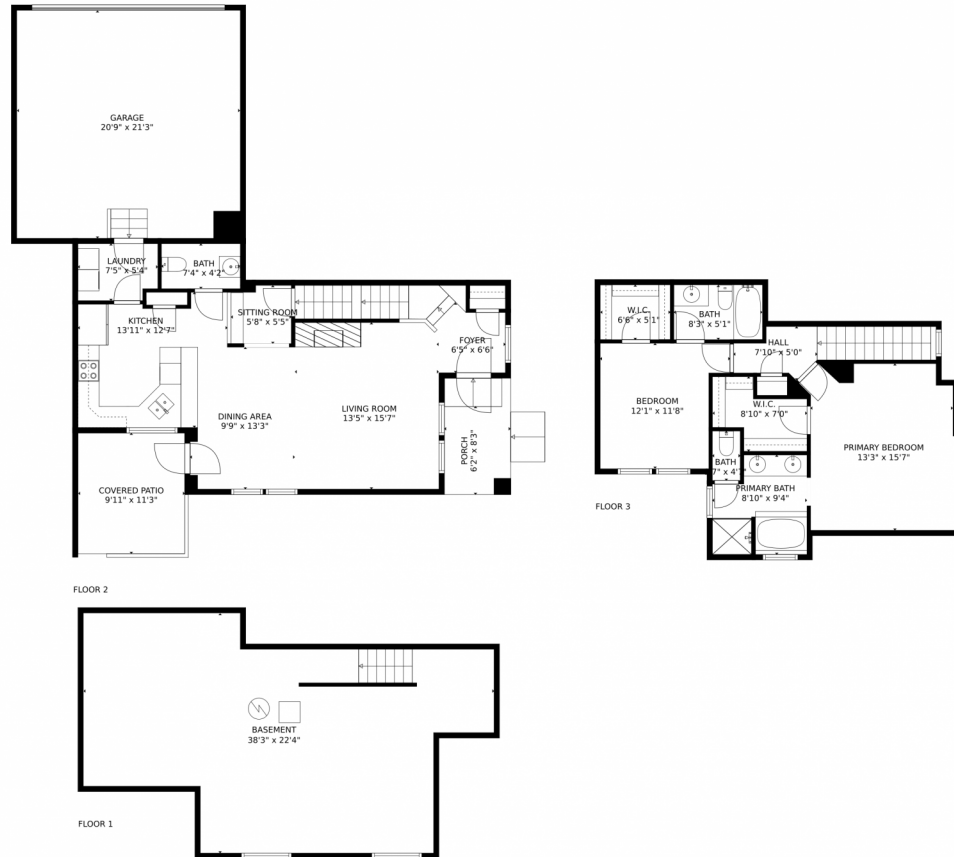 GARAGE
20'9" x 21'3"
LAUNDRY
7'5" x 5'4"
BATH
7'4" x 4'2"
KITCHEN
13'11" x 12'7"
SITTING ROOM
5'8" x 5'5"
FOYER
6'5" x 6'6"
DINING AREA
9'9" x 13'3"
LIVING ROOM
13'5" x 15'7"
PORCH
6'2" x 8'3"
COVERED PATIO
9'11" x 11'3"
FLOOR 2
W.I.C.
6'6" x 5'1"
BATH
8'3" x 5'1"
HALL
7'10" x 5'0"
BEDROOM
12'1" x 11'8"
W.I.C.
8'10" x 7'0"
PRIMARY BEDROOM
13'3" x 15'7"
BATH
PRIMARY BATH
8'10" x 9'4"
FLOOR 3
BASEMENT
38'3" x 22'4"
FLOOR 1